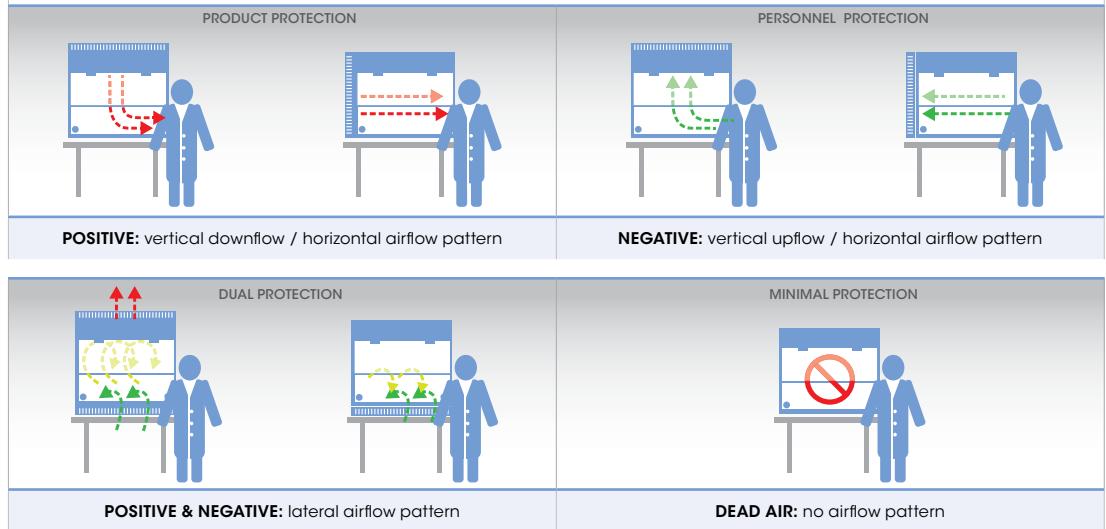 PRODUCT PROTECTION
PERSONNEL PROTECTION
POSITIVE: vertical downflow / horizontal airflow pattern
NEGATIVE: vertical upflow / horizontal airflow pattern
DUAL PROTECTION
MINIMAL PROTECTION
POSITIVE & NEGATIVE: lateral airflow pattern
DEAD AIR: no airflow pattern